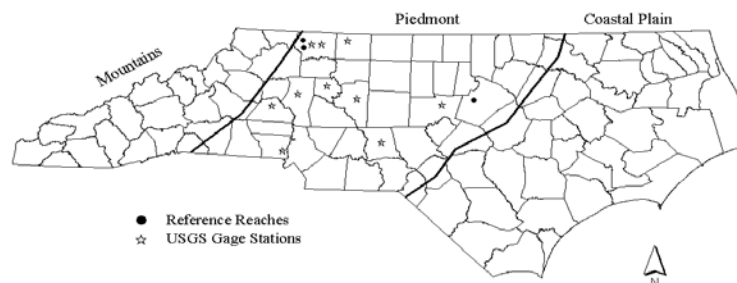 Piedmont
Coastal Plain
Mountains
Reference Reaches
USGS Gage Stations
N